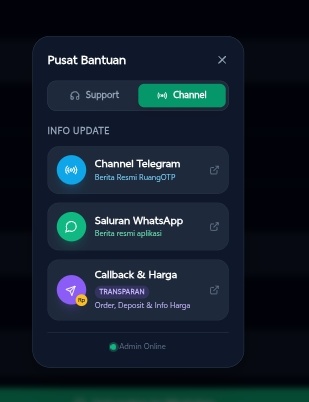 Pusat Bantuan
Support
Channel
INFO UPDATE
Channel Telegram
Berita Resmi RuangOTP
Saluran WhatsApp
Berita resmi aplikasi
Callback & Harga
TRANSPARAN
Rp
Order, Deposit & Info Harga
Admin Online